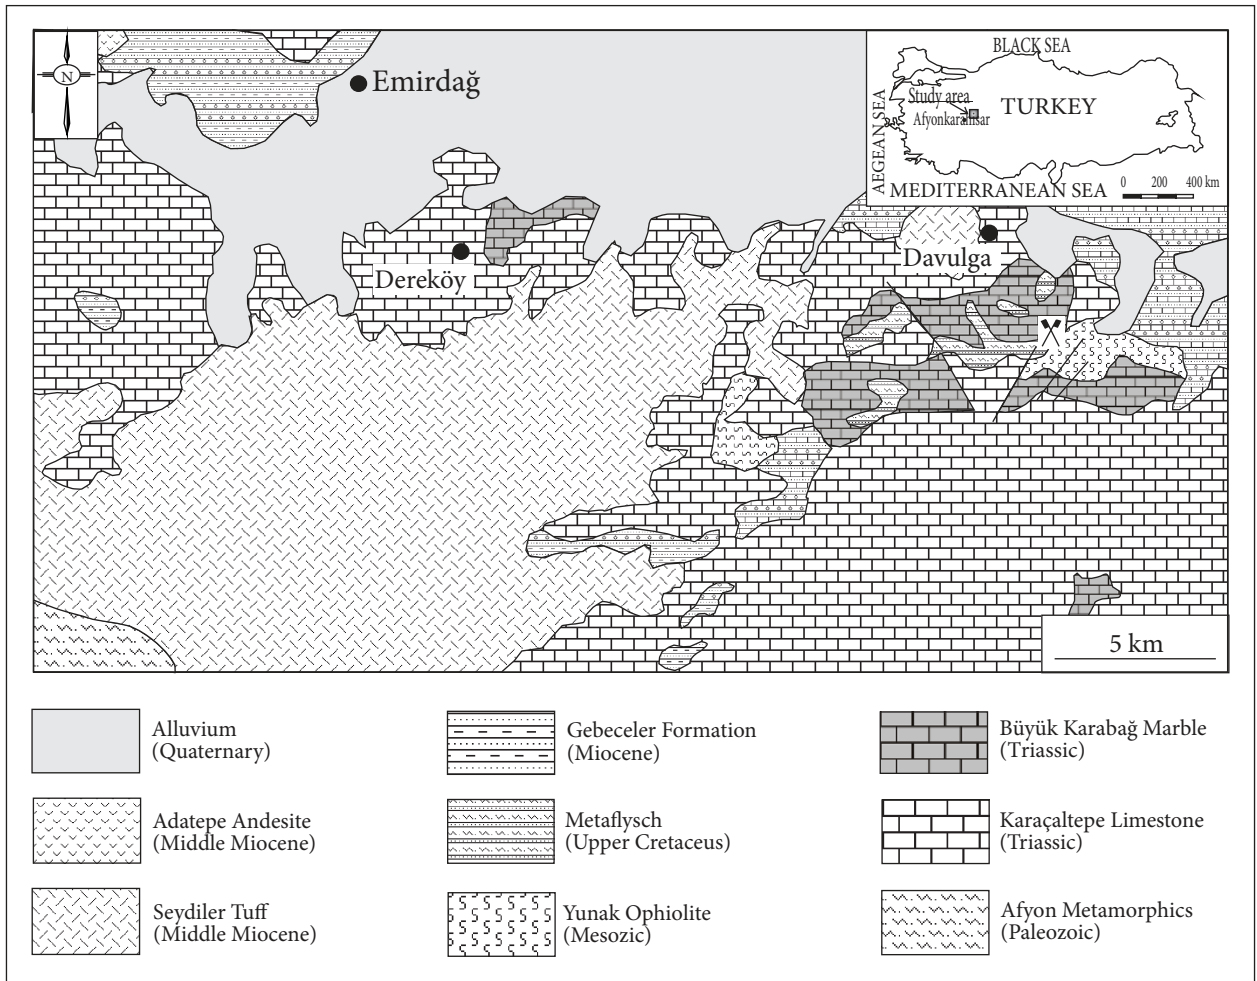 N
Emirdağ
BLACK SEA
Study area
TURKEY
Afyonkarahisar
AEGEAN SEA
MEDITERRANEAN SEA
0 200 400 km
Dereköy
Davulga
5 km
Alluvium
(Quaternary)
Gebeceler Formation
(Miocene)
Büyük Karabağ Marble
(Triassic)
Adatepe Andesite
(Middle Miocene)
Metaflysch
(Upper Cretaceus)
Karaçaltepe Limestone
(Triassic)
Seydiler Tuff
(Middle Miocene)
Yunak Ophiolite
(Mesozic)
Afyon Metamorphics
(Paleozoic)